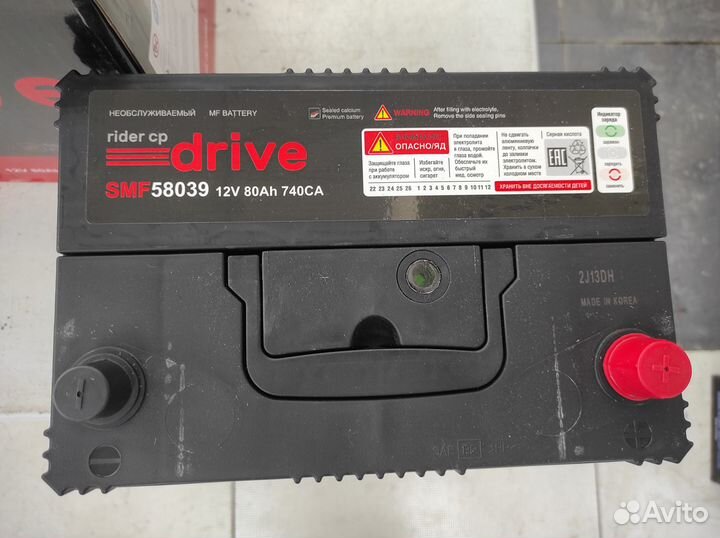 НЕОБСЛУЖИВАЕМЫЙ MF BATTERY
Sealed calcium
Premium battery
WARNING
After filling with electrolyte,
Remove the side sealing pins
rider cp
drive
SMF58039 12V 80Ah 740CA
ОПАСНО/ЯД
Защищайте глаза
при работе
с аккумулятором
Избегайте
искр, огня,
сигарет
При попадании
электролита
в глаза, промойте
глаза водой.
Обеспечьте их
быстрый
мед. осмотр
Не сдвигать
алюминиевую
ленту, колпачки
до заливки
электролитом.
Хранить в сухом
холодном месте
Серная кислота
EAC
22 23 24 25 26 1 2 3 4 5 6 7 8 9 10 11 12
ХРАНИТЬ ВНЕ ДОСЯГАЕМОСТИ ДЕТЕЙ
Индикатор
заряда
заряжен
зарядить
заменить
2J13DH
MADE IN KOREA
Avito